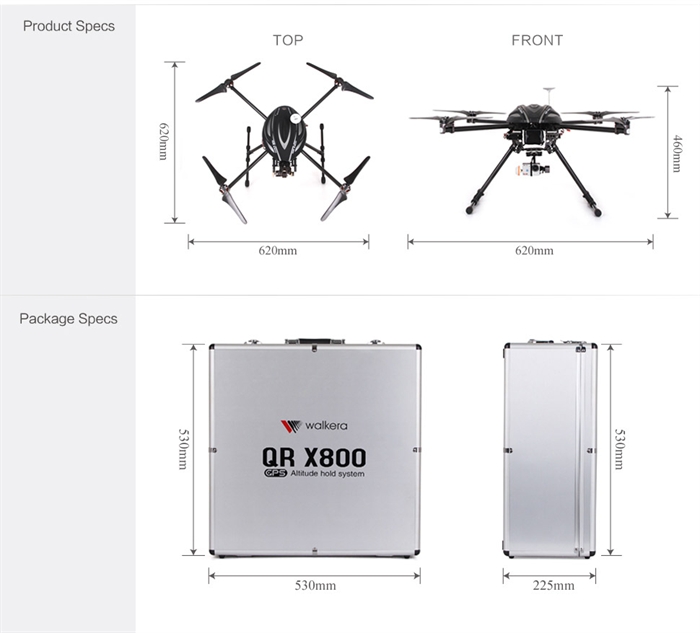 Product Specs
TOP
FRONT
620mm
460mm
620mm
620mm
Package Specs
530mm
walkera
QR X800
GPS Altitude hold system
530mm
530mm
225mm